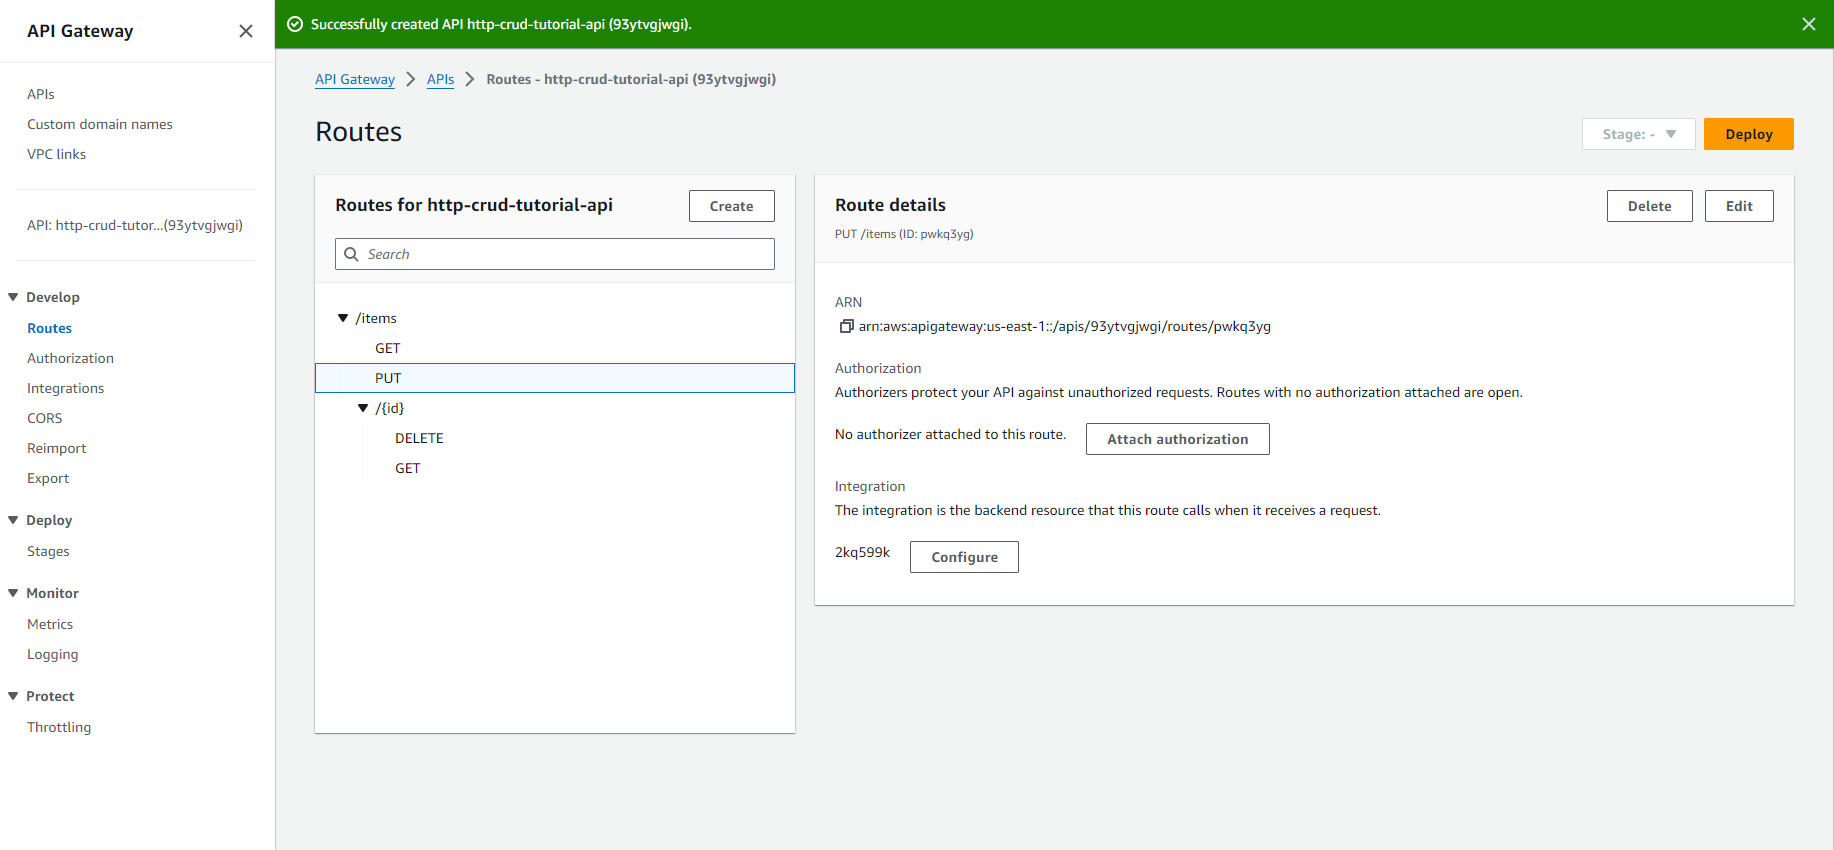 API Gateway
APIs
Custom domain names
VPC links
API: http-crud-tutor...(93ytvgjwgi)
Develop
Routes
Authorization
Integrations
CORS
Reimport
Export
Deploy
Stages
Monitor
Metrics
Logging
Protect
Throttling
Successfully created API http-crud-tutorial-api (93ytvgjwgi).
API Gateway > APIs > Routes - http-crud-tutorial-api (93ytvgjwgi)
Routes
Stage: -
Deploy
Routes for http-crud-tutorial-api
Create
Search
/items
GET
PUT
/{id}
DELETE
GET
Route details
Delete
Edit
PUT /items (ID: pwkq3yg)
ARN
arn:aws:apigateway:us-east-1::/apis/93ytvgjwgi/routes/pwkq3yg
Authorization
Authorizers protect your API against unauthorized requests. Routes with no authorization attached are open.
No authorizer attached to this route.
Attach authorization
Integration
The integration is the backend resource that this route calls when it receives a request.
2kq599k
Configure